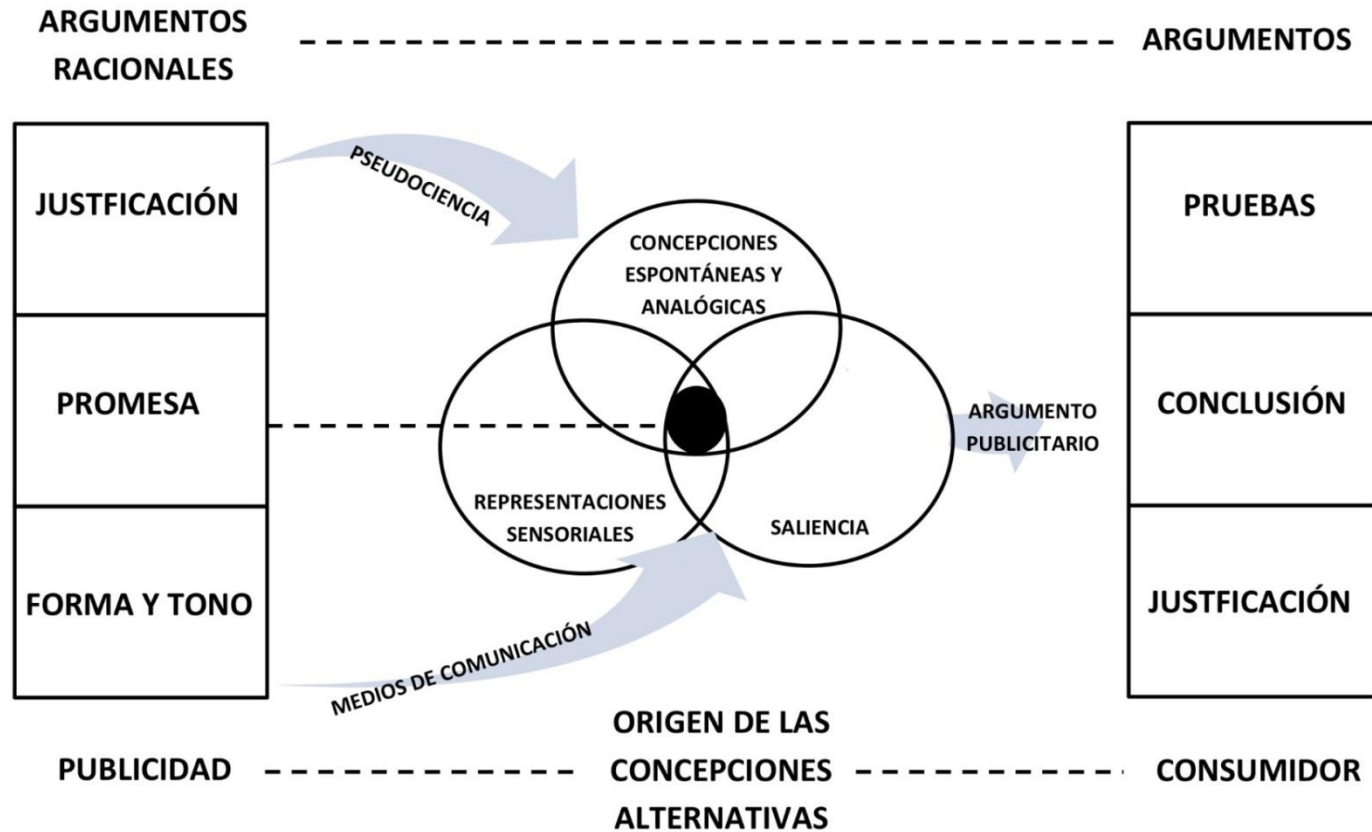 ARGUMENTOS
RACIONALES
ARGUMENTOS
JUSTFICACIÓN
PROMESA
FORMA Y TONO
PSEUDOCIENCIA
CONCEPCIONES
ESPONTÁNEAS Y
ANALÓGICAS
REPRESENTACIONES
SENSORIALES
SALIENCIA
MEDIOS DE COMUNICACIÓN
ARGUMENTO
PUBLICITARIO
PRUEBAS
CONCLUSIÓN
JUSTFICACIÓN
PUBLICIDAD
ORIGEN DE LAS
CONCEPCIONES
ALTERNATIVAS
CONSUMIDOR